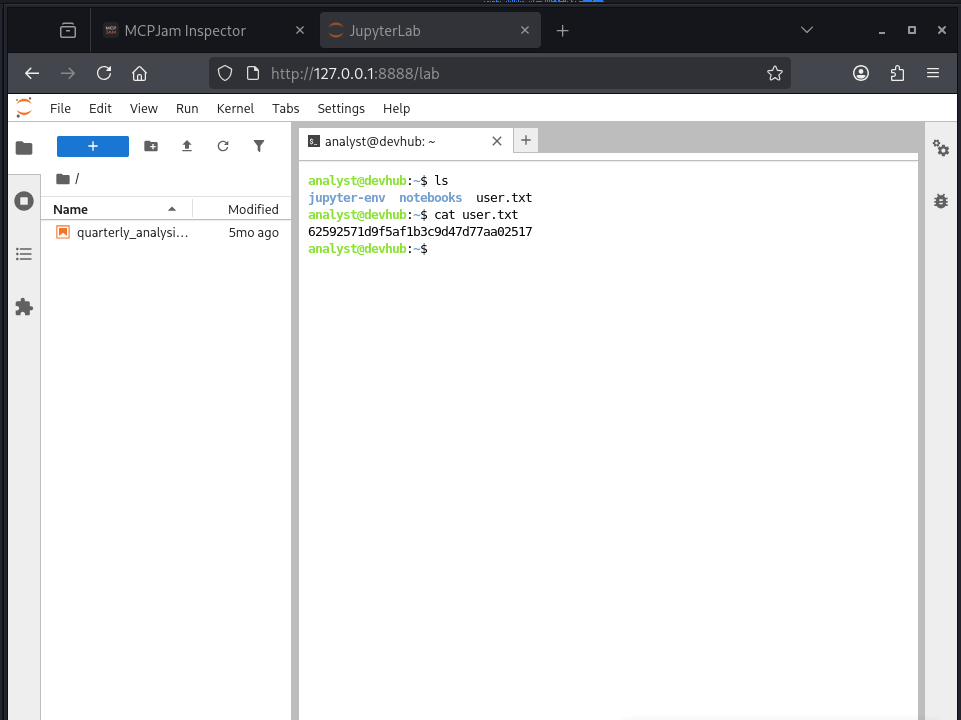 MCPJam Inspector
JupyterLab
http://127.0.0.1:8888/lab
File Edit View Run Kernel Tabs Settings Help
+
/
Name Modified
quarterly_analysi... 5mo ago
analyst@devhub: ~
analyst@devhub:~$ ls
jupyter-env notebooks user.txt
analyst@devhub:~$ cat user.txt
62592571d9f5af1b3c9d47d77aa02517
analyst@devhub:~$